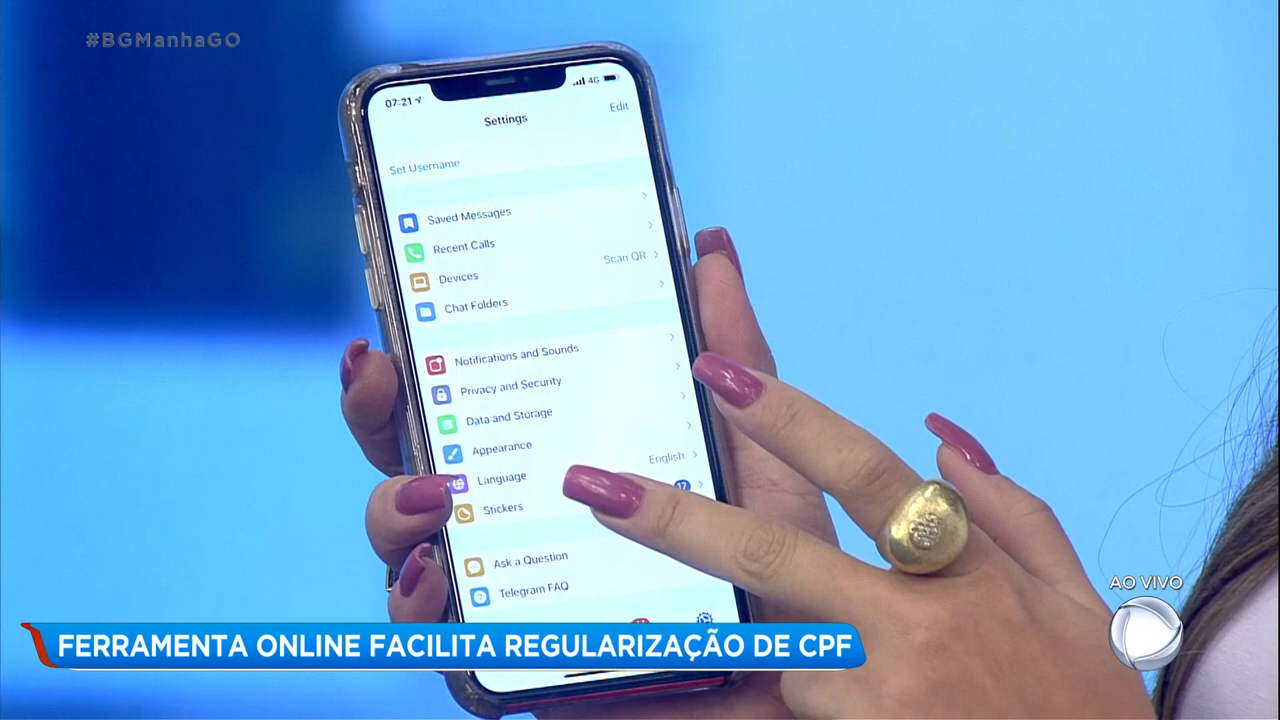 #BGManhaGO
07:21
4G
Settings
Edit
Set Username
Saved Messages
Recent Calls
Devices
Scan QR
Chat Folders
Notifications and Sounds
Privacy and Security
Data and Storage
Appearance
Language
English
Stickers
17
Ask a Question
Telegram FAQ
AO VIVO
FERRAMENTA ONLINE FACILITA REGULARIZAÇÃO DE CPF